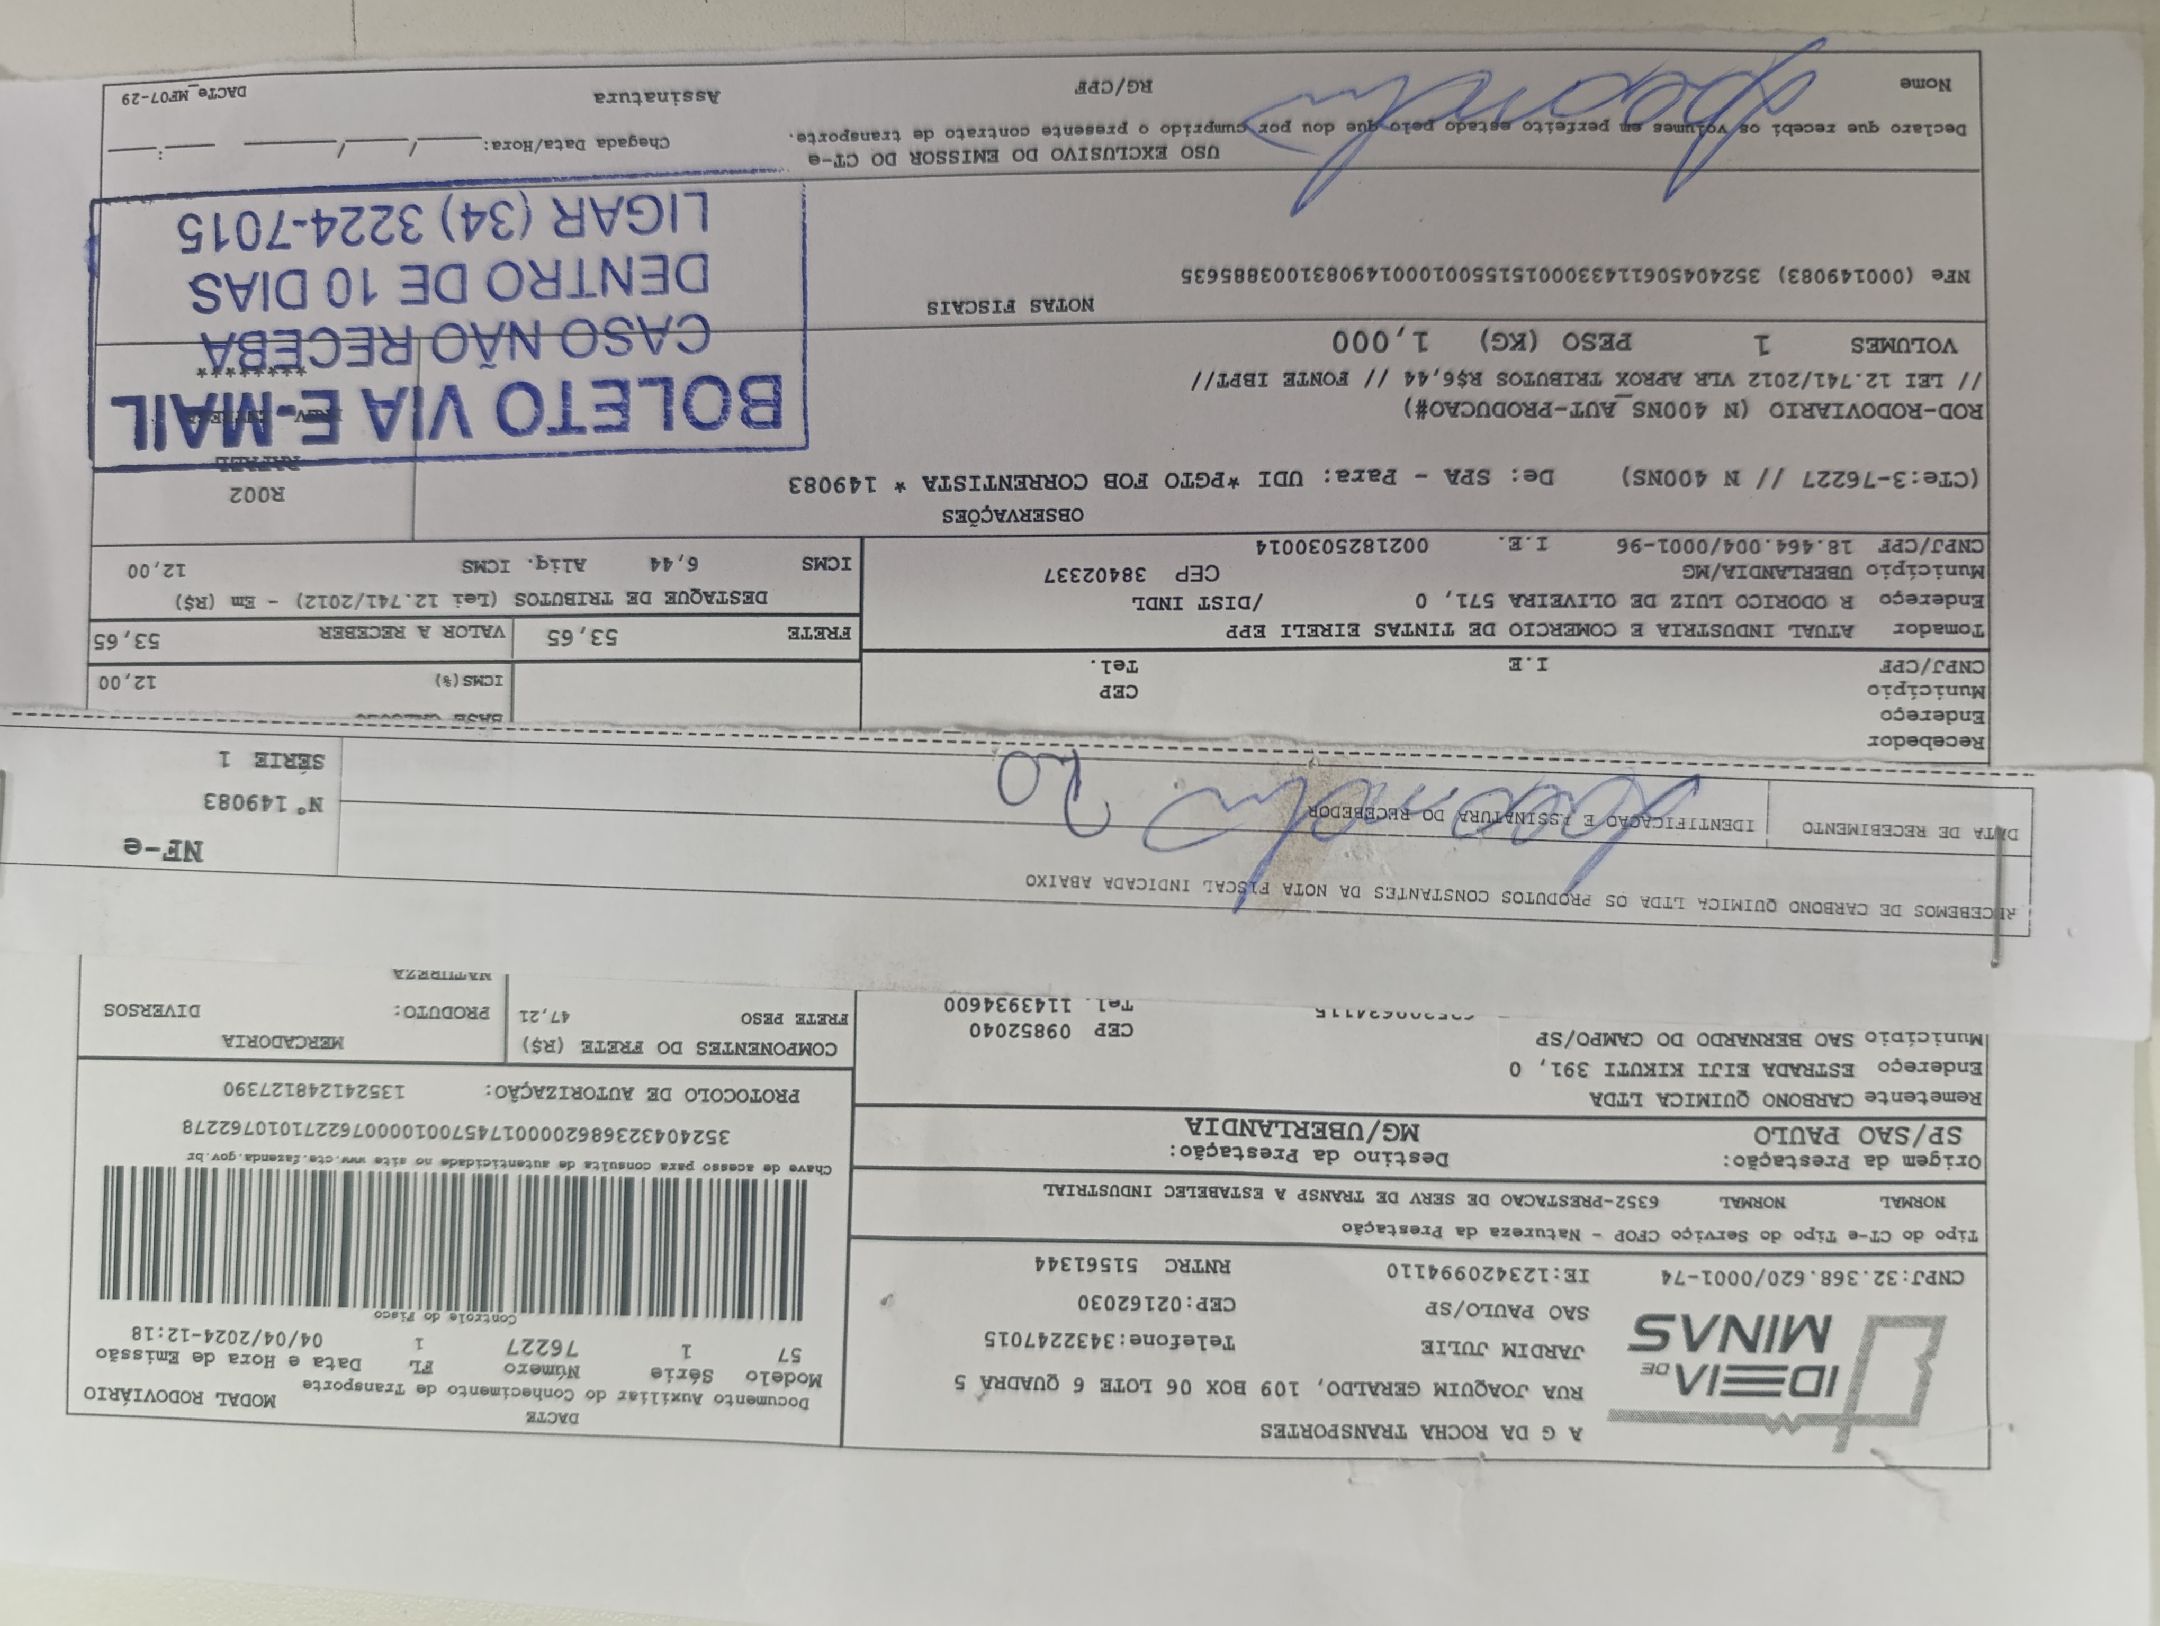 IDEIA DE MINAS
A G DA ROCHA TRANSPORTES
RUA JOAQUIM GERALDO, 109 BOX 06 LOTE 6 QUADRA 5
JARDIM JULIE Telefone:3432247015
SAO PAULO/SP CEP:02162030
CNPJ:32.368.620/0001-74 IE:123420994110 RNTRC 51561344
DACTE
Documento Auxiliar do Conhecimento de Transporte MODAL RODOVIÁRIO
Modelo Série Número FL Data e Hora de Emissão
57 1 76227 1 04/04/2024-12:18
Controle do Fisco
Chave de acesso para consulta de autenticidade no site www.cte.fazenda.gov.br
35240432368620000174570010000762271010762278
PROTOCOLO DE AUTORIZAÇÃO: 135241248127390
Tipo do CT-e Tipo do Serviço CFOP - Natureza da Prestação
NORMAL NORMAL 6352-PRESTACAO DE SERV DE TRANSP A ESTABELEC INDUSTRIAL
Origem da Prestação: Destino da Prestação:
SP/SAO PAULO MG/UBERLANDIA
Remetente CARBONO QUIMICA LTDA
Endereço ESTRADA EIJI KIKUTI 391, 0
Município SAO BERNARDO DO CAMPO/SP CEP 09852040
Tel. 1143934600
COMPONENTES DO FRETE (R$) MERCADORIA
FRETE PESO 47,21 PRODUTO: DIVERSOS
NATUREZA
RECEBEMOS DE CARBONO QUIMICA LTDA OS PRODUTOS CONSTANTES DA NOTA FISCAL INDICADA ABAIXO
DATA DE RECEBIMENTO IDENTIFICAÇÃO E ASSINATURA DO RECEBEDOR
NF-e
Nº 149083
SÉRIE 1
Recebedor
Endereço
Município CEP
CNPJ/CPF I.E Tel.
BASE
ICMS(%) 12,00
Tomador ATUAL INDUSTRIA E COMERCIO DE TINTAS EIRELI EPP
Endereço R ODORICO LUIZ DE OLIVEIRA 571, 0 /DIST INDL
Município UBERLANDIA/MG CEP 38402337
CNPJ/CPF 18.464.004/0001-96 I.E. 0021825030014
FRETE 53,65 VALOR A RECEBER 53,65
DESTAQUE DE TRIBUTOS (Lei 12.741/2012) - Em (R$)
ICMS 6,44 Aliq. ICMS 12,00
OBSERVAÇÕES
(CTe:3-76227 // N 400NS) De: SPA - Para: UDI *PGTO FOB CORRENTISTA * 149083
R002
ROD-RODOVIARIO (N 400NS_AUT-PRODUCAO#)
// LEI 12.741/2012 VLR APROX TRIBUTOS R$6,44 // FONTE IBPT//
VOLUMES 1 PESO (KG) 1,000
NOTAS FISCAIS
NFe (000149083) 35240450611433000151550010001490831003885635
BOLETO VIA E-MAIL
CASO NÃO RECEBA
DENTRO DE 10 DIAS
LIGAR (34) 3224-7015
USO EXCLUSIVO DO EMISSOR DO CT-e
Declaro que recebi os volumes em perfeito estado pelo que dou por cumprido o presente contrato de transporte.
Chegada Data/Hora: ____/____/____ ____:____
Nome RG/CPF Assinatura DACTe_MF07-29